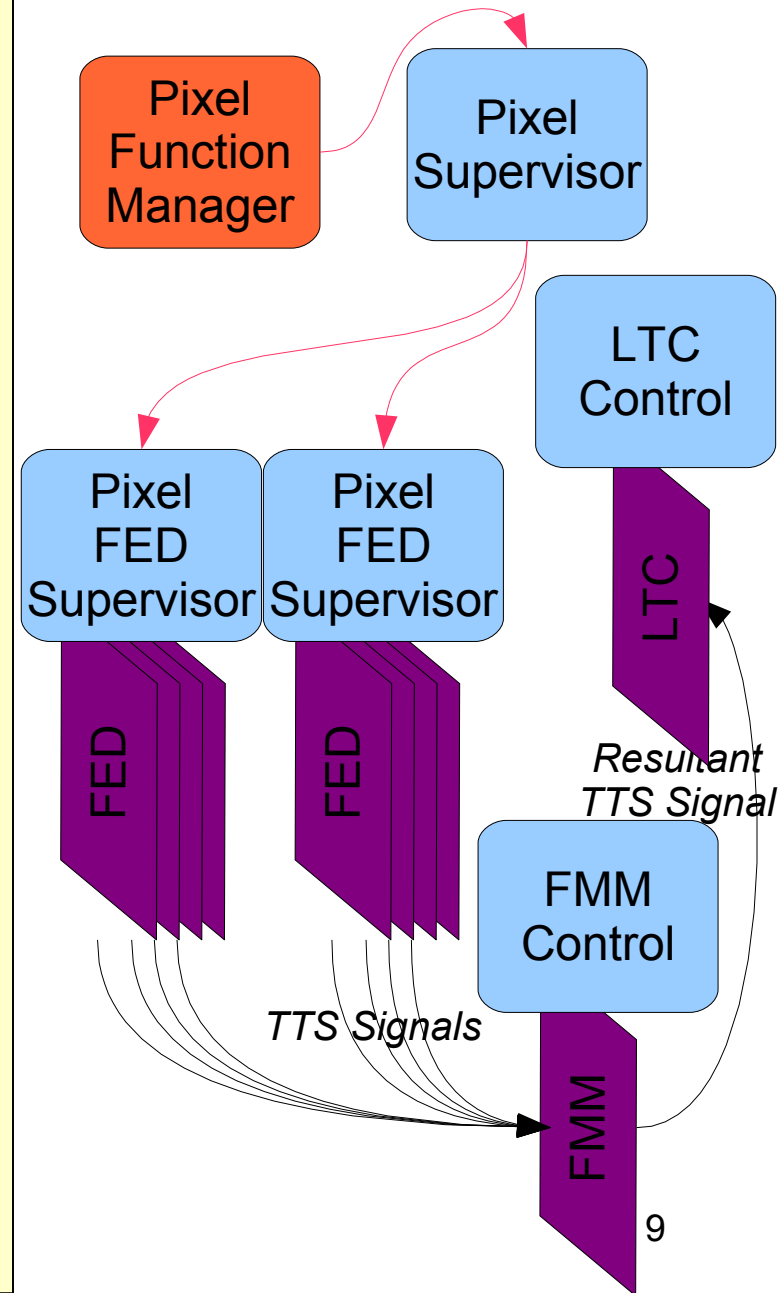 Pixel
Function
Manager
Pixel
Supervisor
LTC
Control
Pixel
FED
Supervisor
Pixel
FED
Supervisor
LTC
FED
FED
Resultant
TTS Signal
FMM
Control
TTS Signals
FMM
9